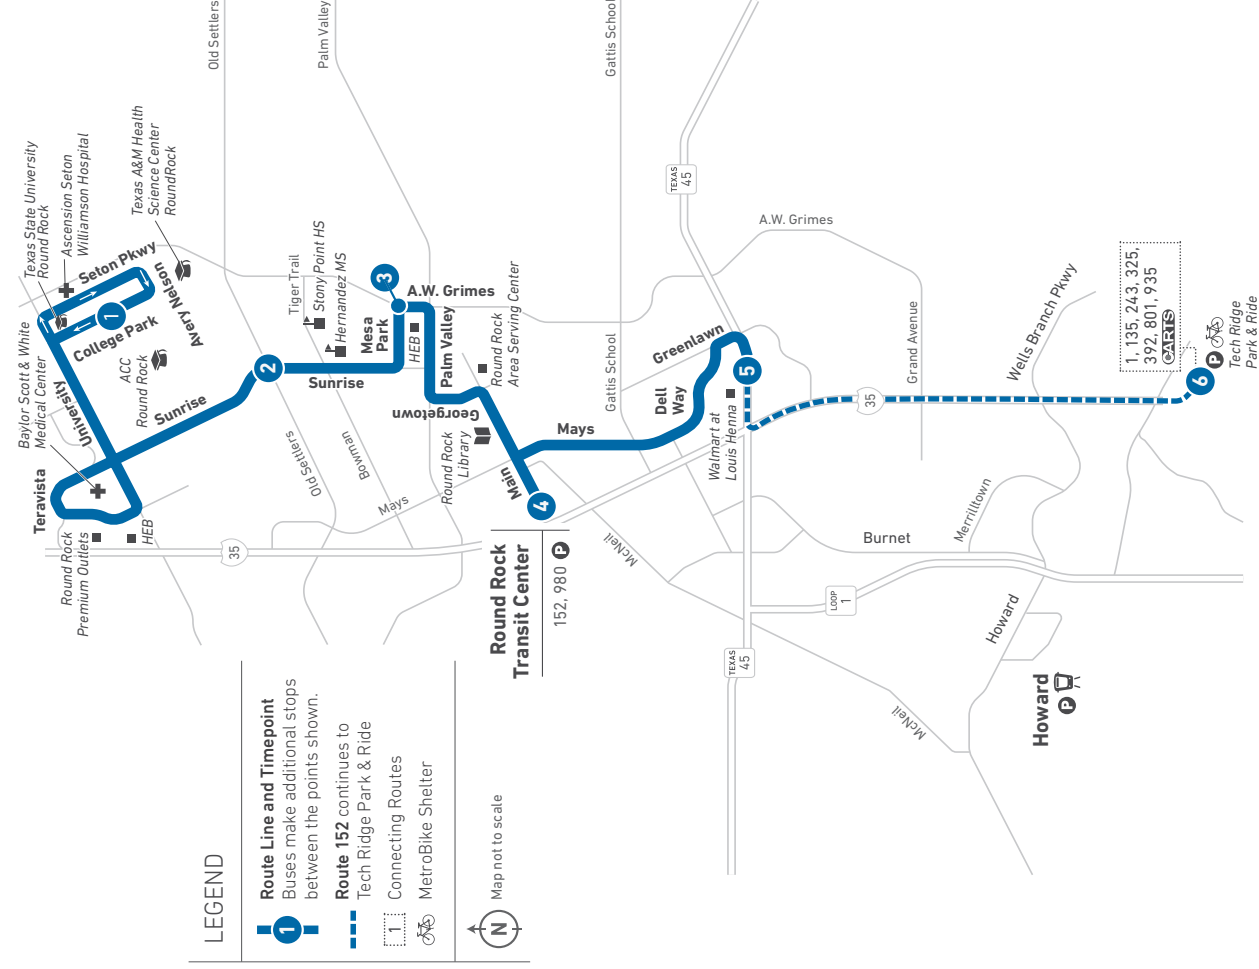 Old Settlers
Palm Valley
Gattis School
Texas State University
Round Rock
Ascension Seton
Williamson Hospital
Texas A&M Health
Science Center
RoundRock
Baylor Scott & White
Medical Center
Seton Pkwy
1
College Park
Avery Nelson
ACC
Round Rock
University
Sunrise
Teravista
Round Rock
Premium Outlets
HEB
35
2
Sunrise
Tiger Trail
Stony Point HS
Hernandez MS
Old Settlers
Bowman
Mays
3
A.W. Grimes
Mesa
Park
HEB
Palm Valley
Georgetown
Round Rock
Area Serving Center
Round Rock
Library
Main
4
Mays
Round Rock
Transit Center
152, 980 P
McNeil
Gattis School
TEXAS
45
A.W. Grimes
Greenlawn
Dell
Way
5
Walmart at
Louis Henna
35
Grand Avenue
Wells Branch Pkwy
1, 135, 243, 325,
392, 801, 935
CARTS
6
P
Tech Ridge
Park & Ride
Burnet
Merrilltown
LOOP
1
TEXAS
45
Howard
McNeil
Howard
P
LEGEND
1
Route Line and Timepoint
Buses make additional stops
between the points shown.
Route 152 continues to
Tech Ridge Park & Ride
1
Connecting Routes
MetroBike Shelter
N
Map not to scale